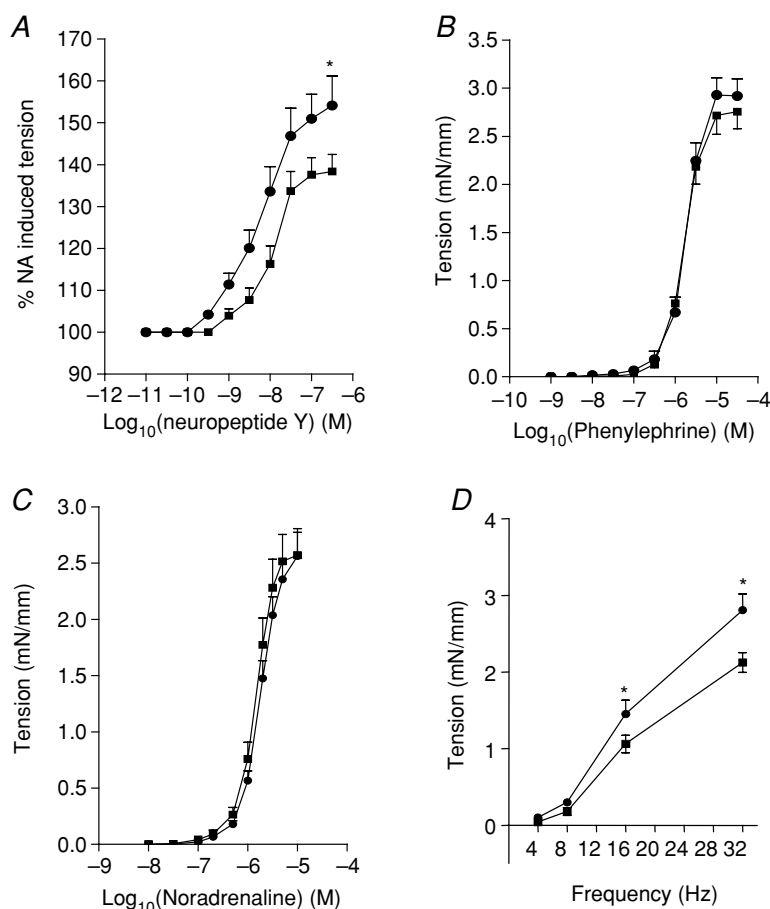 A
170
160
150
140
130
120
110
100
90
% NA induced tension
*
−12 −11 −10 −9 −8 −7 −6
Log10(neuropeptide Y) (M)
B
3.5
3.0
2.5
2.0
1.5
1.0
0.5
0.0
Tension (mN/mm)
−10 −9 −8 −7 −6 −5 −4
Log10(Phenylephrine) (M)
C
3.0
2.5
2.0
1.5
1.0
0.5
0.0
Tension (mN/mm)
−9 −8 −7 −6 −5 −4 −3
Log10(Noradrenaline) (M)
D
4
3
2
1
0
Tension (mN/mm)
*
*
4 8 12 16 20 24 28 32
Frequency (Hz)